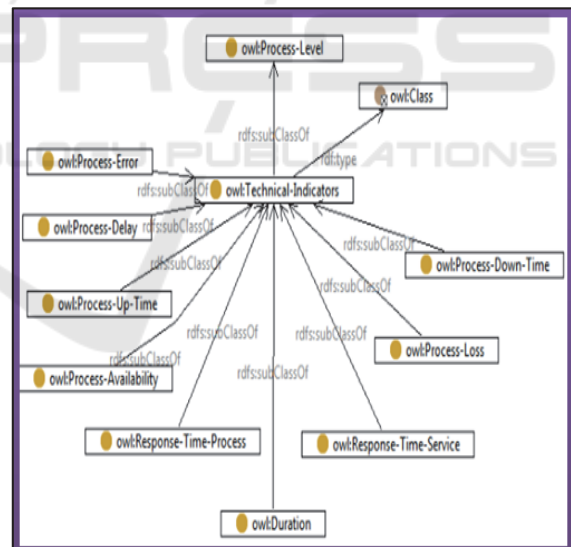 PRESS
OLOGY PUBLICATIONS
owl:Process-Level
owl:Class
rdfs:subClassOf
rdf:type
owl:Process-Error
rdfs:subClassOf
owl:Technical-Indicators
owl:Process-Delay
rdfs:subClassOf
rdfs:subClassOf
owl:Process-Down-Time
rdfs:subClassOf
owl:Process-Up-Time
rdfs:subClassOf
rdfs:subClassOf
owl:Process-Loss
rdfs:subClassOf
rdfs:subClassOf
owl:Process-Availability
owl:Response-Time-Process
owl:Response-Time-Service
owl:Duration